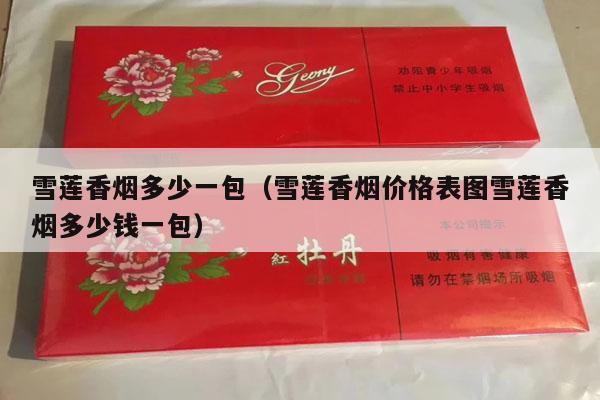 Peony
劝阻青少年吸烟
禁止中小学生吸烟
雪莲香烟多少一包（雪莲香烟价格表图雪莲香
烟多少钱一包）
紅 牡丹
本公司提示
吸烟有害健康
请勿在禁烟场所吸烟